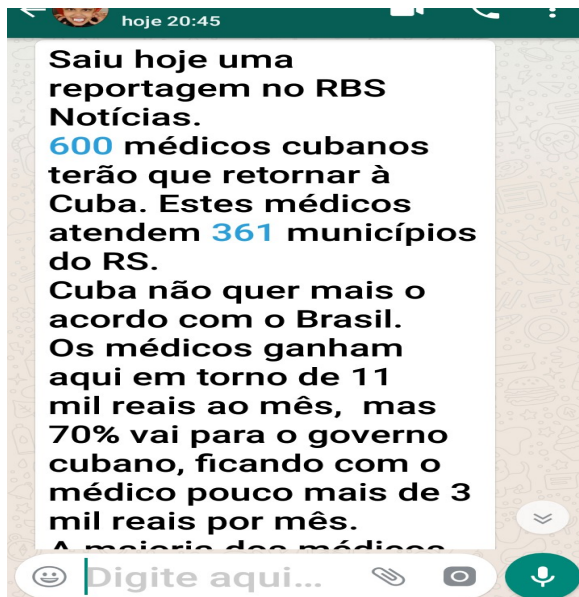 hoje 20:45
Saiu hoje uma
reportagem no RBS
Notícias.
600 médicos cubanos
terão que retornar à
Cuba. Estes médicos
atendem 361 municípios
do RS.
Cuba não quer mais o
acordo com o Brasil.
Os médicos ganham
aqui em torno de 11
mil reais ao mês, mas
70% vai para o governo
cubano, ficando com o
médico pouco mais de 3
mil reais por mês.
A maioria dos médicos
Digite aqui...